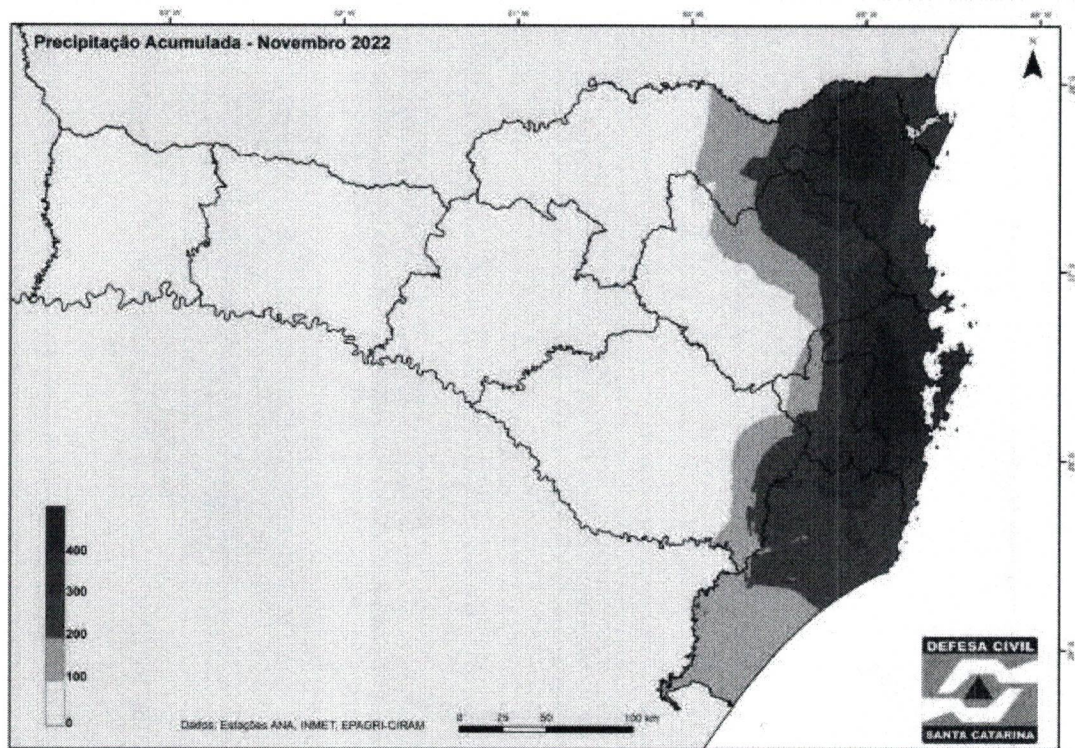 Precipitação Acumulada - Novembro 2022
N
400
300
200
100
0
Dados: Estações ANA, INMET, EPAGRI-CIRAM
0 25 50 100 km
DEFESA CIVIL
SANTA CATARINA